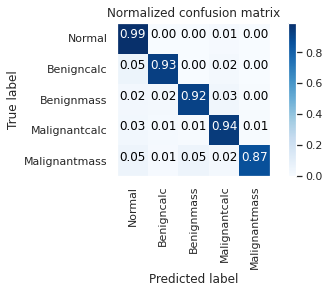 Normalized confusion matrix
True label
Normal 0.99 0.00 0.00 0.01 0.00
Benigncalc 0.05 0.93 0.00 0.02 0.00
Benignmass 0.02 0.02 0.92 0.03 0.00
Malignantcalc 0.03 0.01 0.01 0.94 0.01
Malignantmass 0.05 0.01 0.05 0.02 0.87
Normal
Benigncalc
Benignmass
Malignantcalc
Malignantmass
Predicted label
0.8
0.6
0.4
0.2
0.0